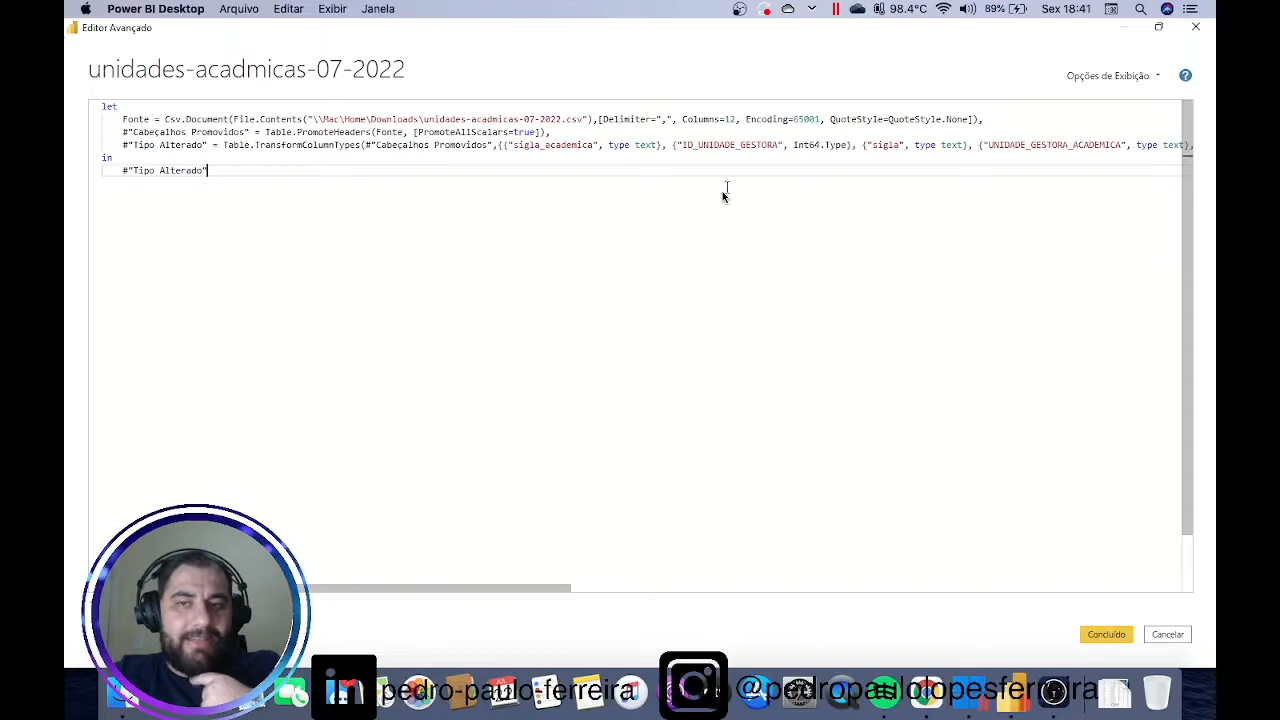 Power BI Desktop Arquivo Editar Exibir Janela 98.4°C 89% Sex 18:41
Editor Avançado
unidades-acadmicas-07-2022
Opções de Exibição
?
let
Fonte = Csv.Document(File.Contents("\\Mac\Home\Downloads\unidades-acadmicas-07-2022.csv"),[Delimiter=",", Columns=12, Encoding=65001, QuoteStyle=QuoteStyle.None]),
#"Cabeçalhos Promovidos" = Table.PromoteHeaders(Fonte, [PromoteAllScalars=true]),
#"Tipo Alterado" = Table.TransformColumnTypes(#"Cabeçalhos Promovidos",{{"sigla_academica", type text}, {"ID_UNIDADE_GESTORA", Int64.Type}, {"sigla", type text}, {"UNIDADE_GESTORA_ACADEMICA", type text},
in
#"Tipo Alterado"
Concluído Cancelar
in pedro-paulo-ferreira @pedropaulolopesferreira